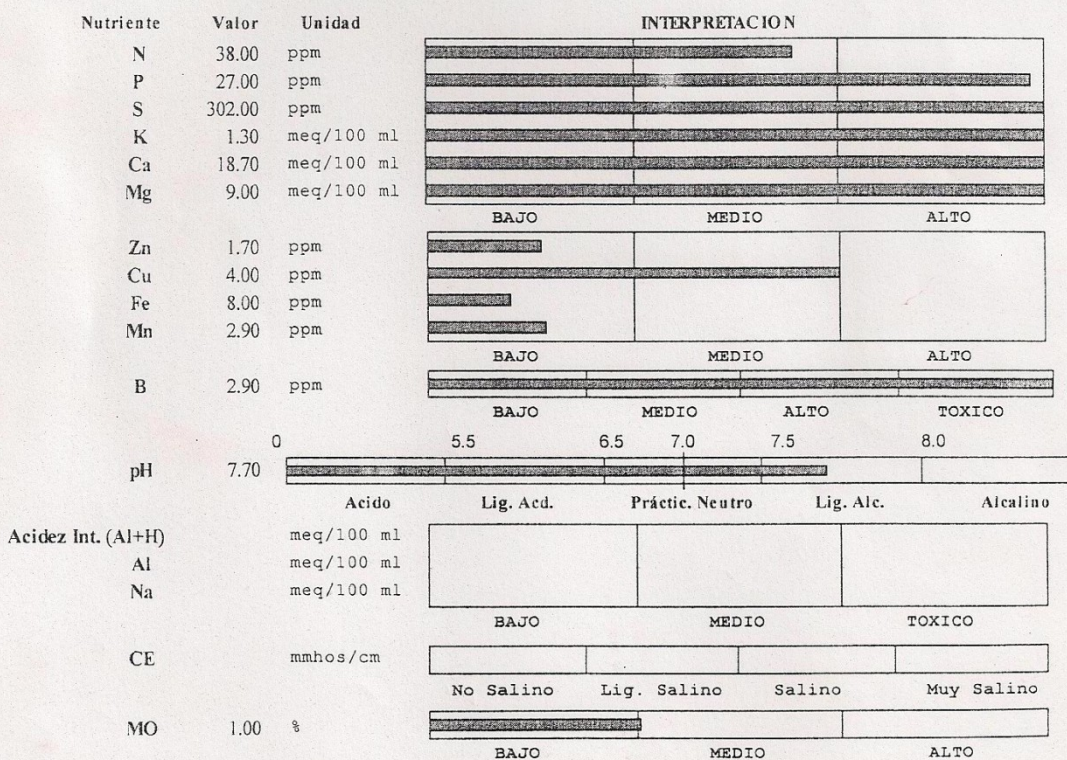 Nutriente Valor Unidad INTERPRETACION
N 38.00 ppm
P 27.00 ppm
S 302.00 ppm
K 1.30 meq/100 ml
Ca 18.70 meq/100 ml
Mg 9.00 meq/100 ml
BAJO MEDIO ALTO
Zn 1.70 ppm
Cu 4.00 ppm
Fe 8.00 ppm
Mn 2.90 ppm
BAJO MEDIO ALTO
B 2.90 ppm
BAJO MEDIO ALTO TOXICO
0 5.5 6.5 7.0 7.5 8.0
pH 7.70
Acido Lig. Acd. Práctic. Neutro Lig. Alc. Alcalino
Acidez Int. (Al+H) meq/100 ml
Al meq/100 ml
Na meq/100 ml
BAJO MEDIO TOXICO
CE mmhos/cm
No Salino Lig. Salino Salino Muy Salino
MO 1.00 %
BAJO MEDIO ALTO